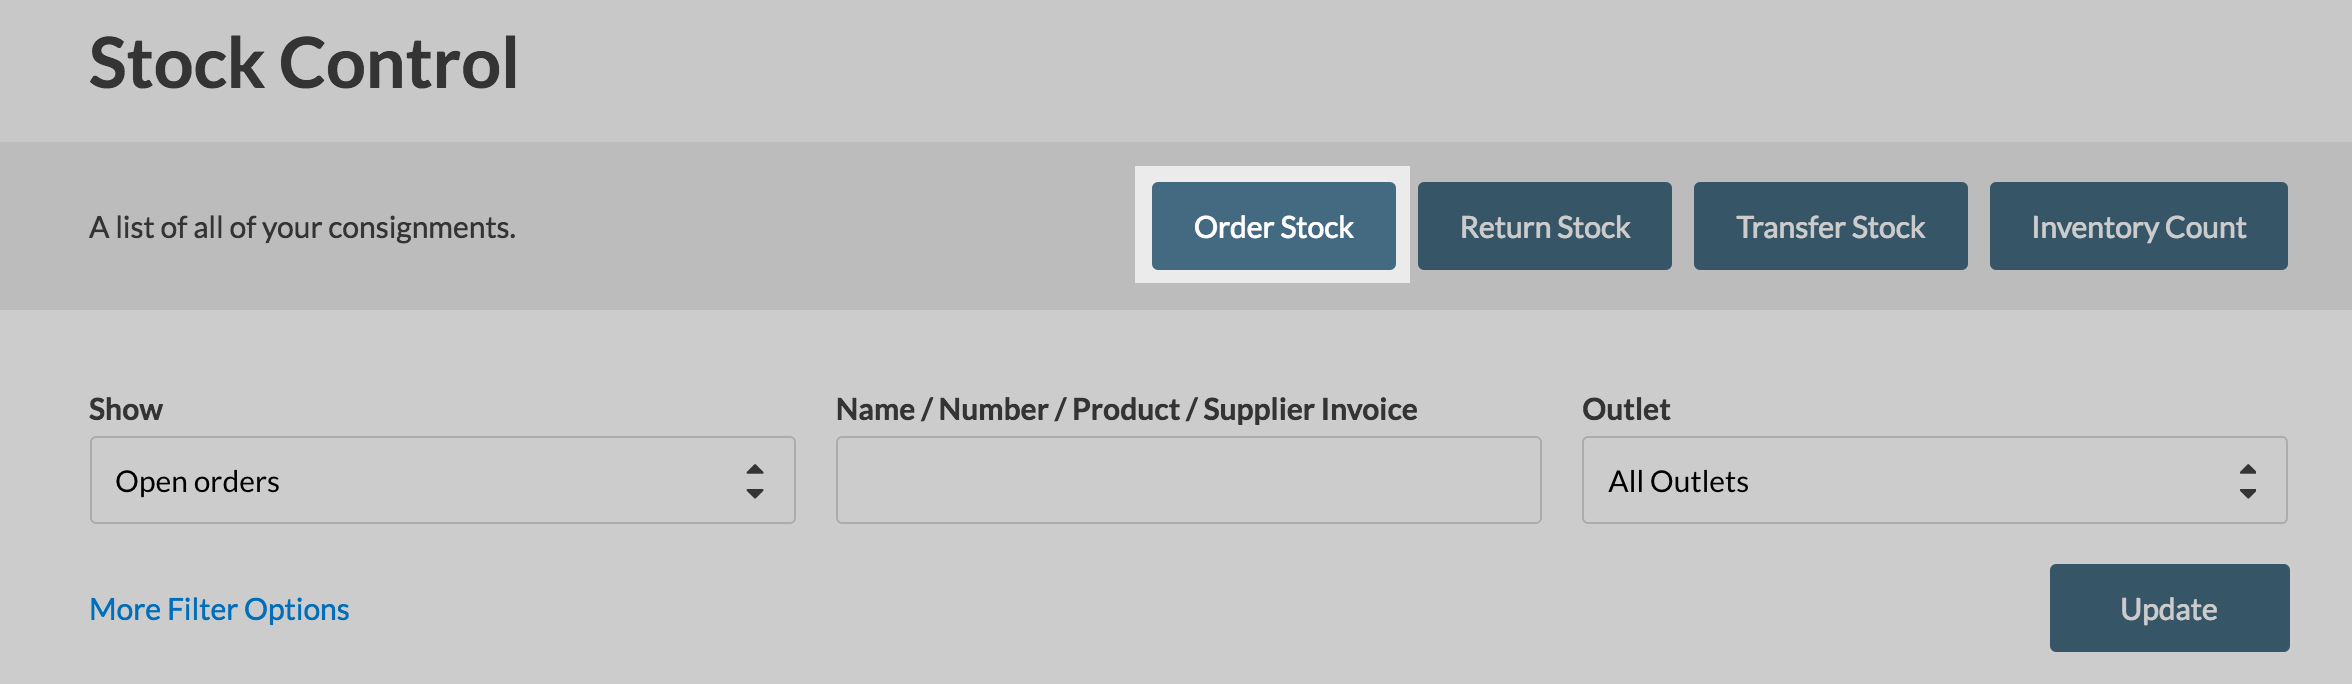 Stock Control
A list of all of your consignments.
Order Stock
Return Stock
Transfer Stock
Inventory Count
Show
Name / Number / Product / Supplier Invoice
Outlet
Open orders
All Outlets
More Filter Options
Update